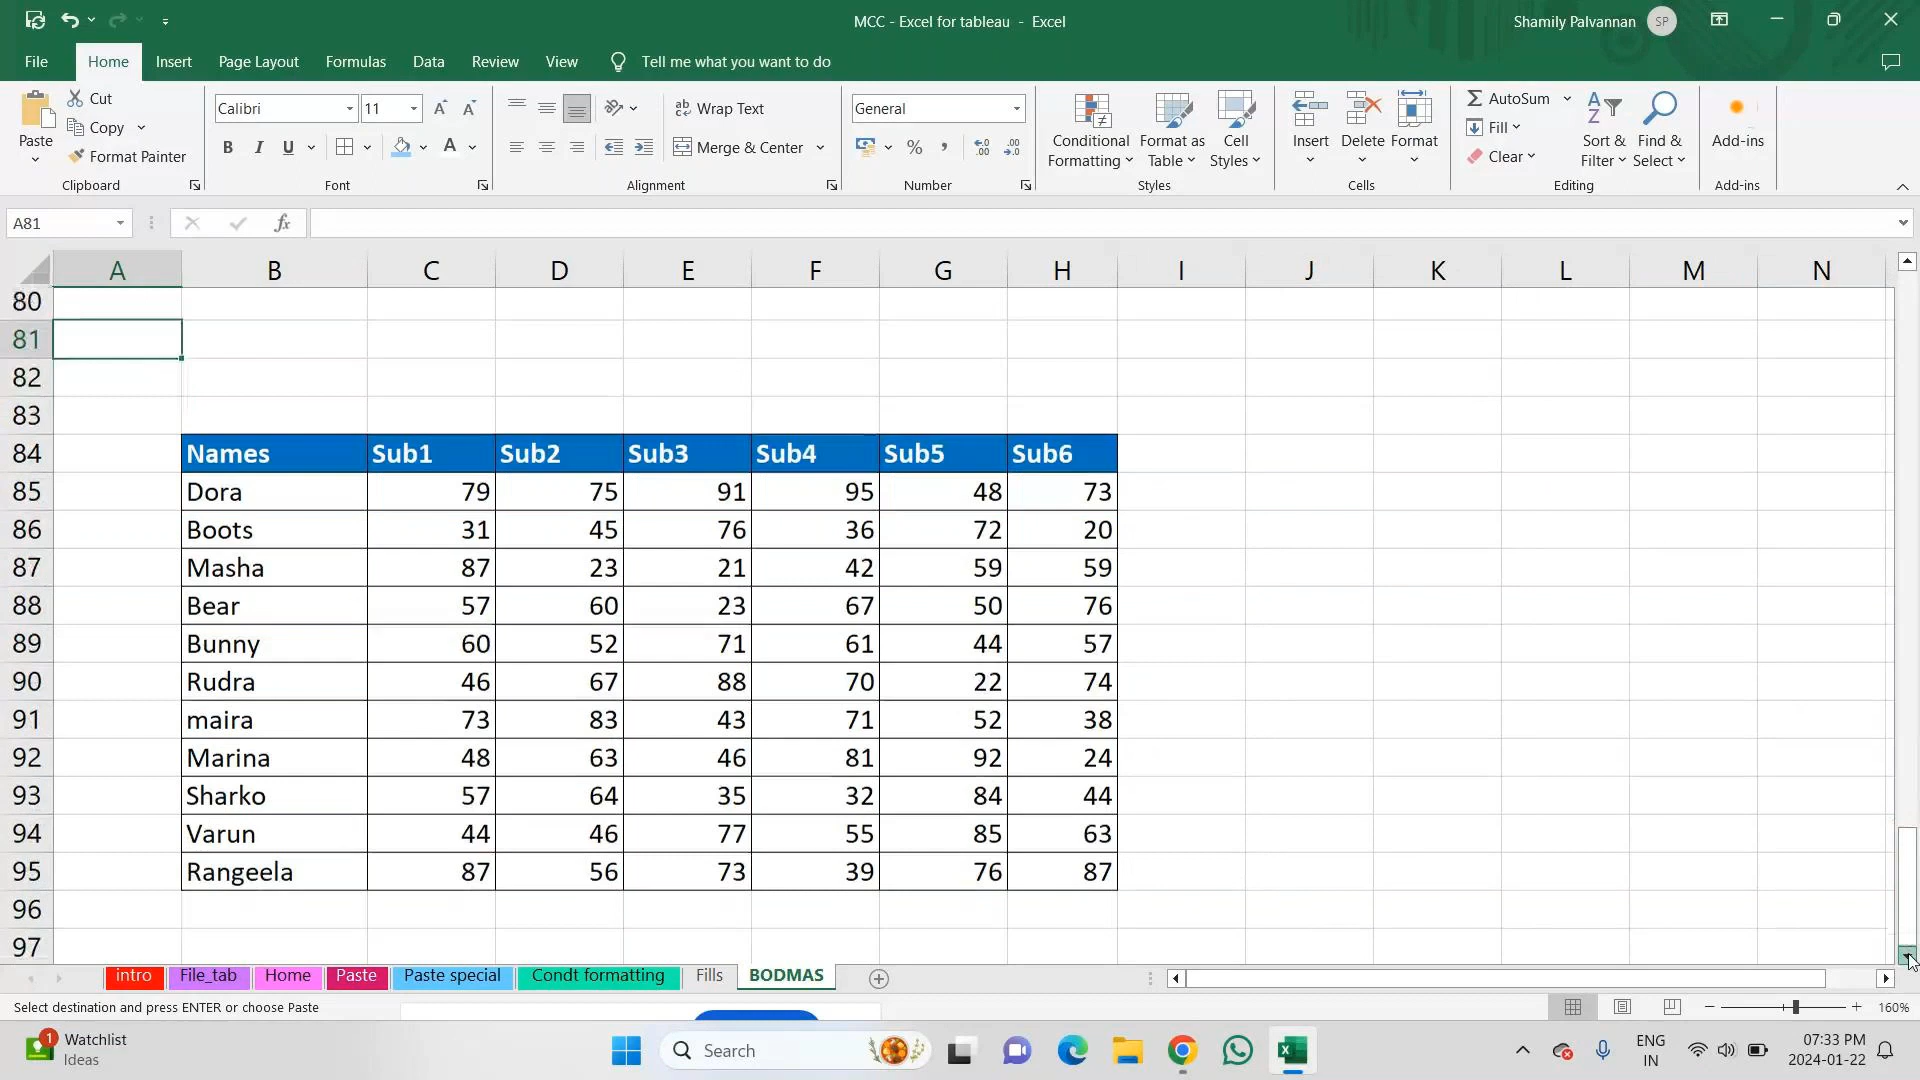 MCC - Excel for tableau - Excel
Shamily Palvannan SP
File Home Insert Page Layout Formulas Data Review View Tell me what you want to do
Paste
Cut
Copy
Format Painter
Clipboard
Calibri 11
B I U A
Font
ab Wrap Text
Merge & Center
Alignment
General
% ,
Number
Conditional Formatting
Format as Table
Cell Styles
Styles
Insert Delete Format
Cells
AutoSum
Fill
Clear
Sort & Filter
Find & Select
Editing
Add-ins
Add-ins
A81 fx
A B C D E F G H I J K L M N
80
81
82
83
84 Names Sub1 Sub2 Sub3 Sub4 Sub5 Sub6
85 Dora 79 75 91 95 48 73
86 Boots 31 45 76 36 72 20
87 Masha 87 23 21 42 59 59
88 Bear 57 60 23 67 50 76
89 Bunny 60 52 71 61 44 57
90 Rudra 46 67 88 70 22 74
91 maira 73 83 43 71 52 38
92 Marina 48 63 46 81 92 24
93 Sharko 57 64 35 32 84 44
94 Varun 44 46 77 55 85 63
95 Rangeela 87 56 73 39 76 87
96
97
intro File_tab Home Paste Paste special Condt formatting Fills BODMAS
Select destination and press ENTER or choose Paste
160%
1 Watchlist
Ideas
Search
ENG
IN
07:33 PM
2024-01-22